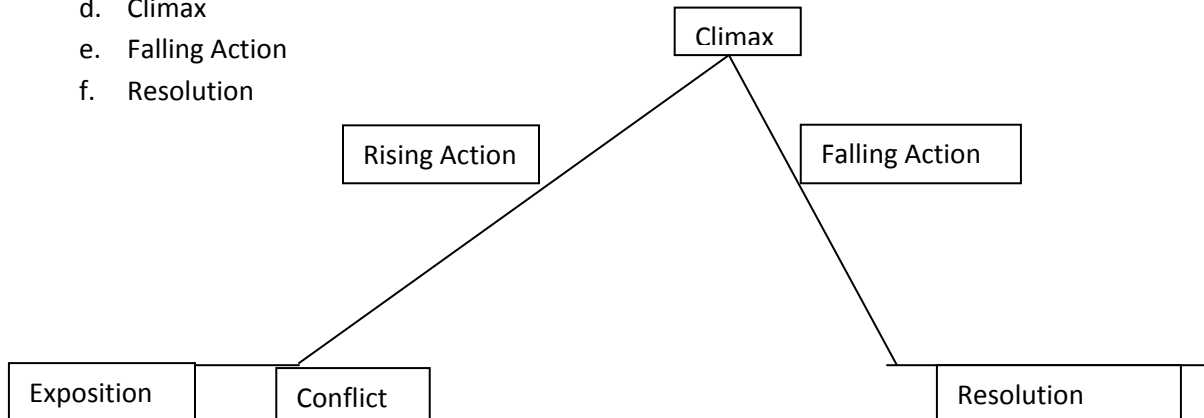 d. Climax
e. Falling Action
f. Resolution
Climax
Rising Action
Falling Action
Exposition
Conflict
Resolution